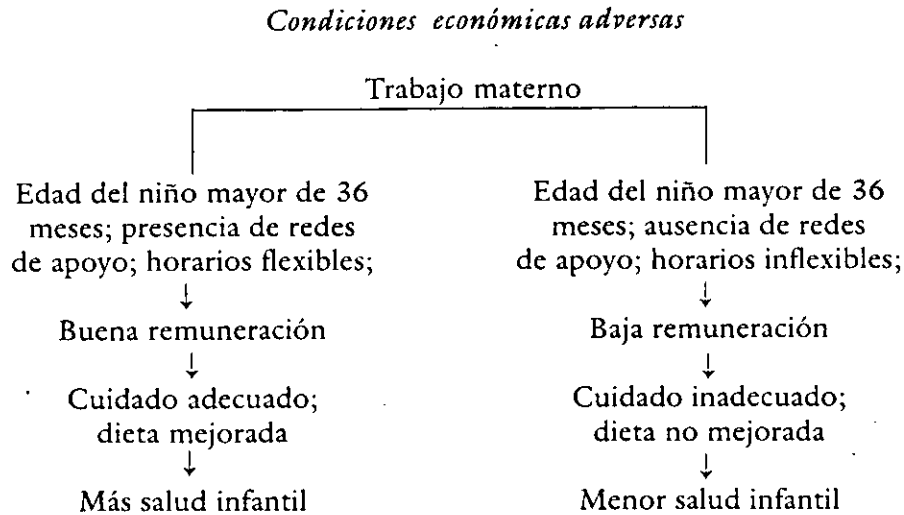 Condiciones económicas adversas
Trabajo materno
Edad del niño mayor de 36
meses; presencia de redes
de apoyo; horarios flexibles;
↓
Buena remuneración
↓
Cuidado adecuado;
dieta mejorada
↓
Más salud infantil
Edad del niño mayor de 36
meses; ausencia de redes
de apoyo; horarios inflexibles;
↓
Baja remuneración
↓
Cuidado inadecuado;
dieta no mejorada
↓
Menor salud infantil